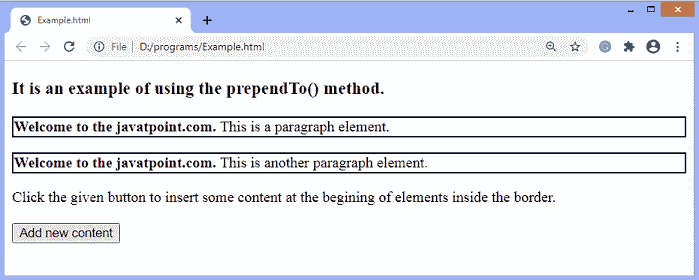 Example.html
File
D:/programs/Example.html
It is an example of using the prependTo() method.
Welcome to the javatpoint.com. This is a paragraph element.
Welcome to the javatpoint.com. This is another paragraph element.
Click the given button to insert some content at the begining of elements inside the border.
Add new content